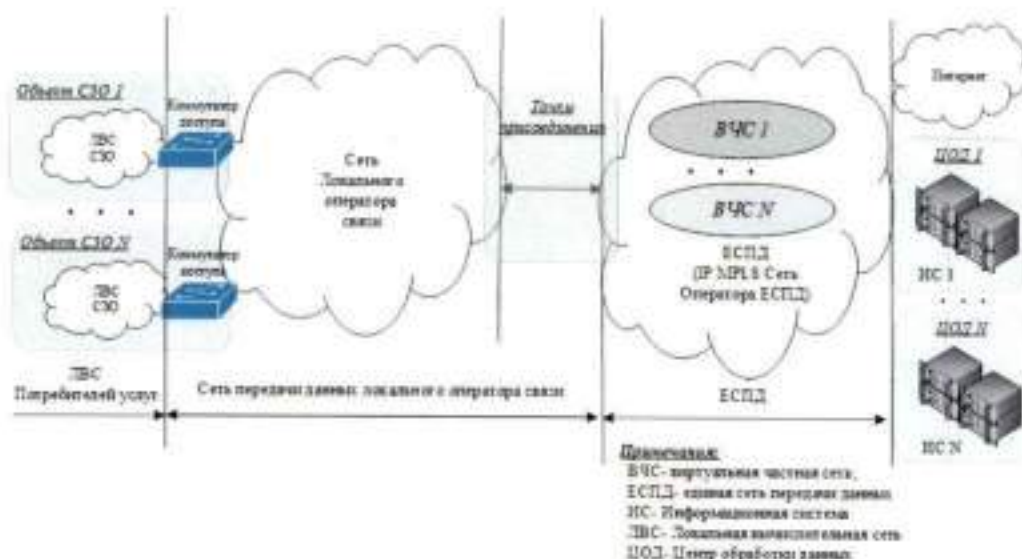 Объект СЗО 1
Коммутатор
доступа
ЛВС
СЗО
Объект СЗО N
Коммутатор
доступа
ЛВС
СЗО
Сеть
Локального
оператора
связи
Точка
присоединения
ВЧС 1
ВЧС N
ЕСПД
(IP MPLS Сеть
Оператора ЕСПД)
Интернет
ЦОД 1
ИС 1
ЦОД N
ИС N
ЛВС
Потребителей услуг
Сеть передачи данных локального оператора связи
ЕСПД
Примечания:
ВЧС- виртуальная частная сеть,
ЕСПД- единая сеть передачи данных
ИС- Информационная система
ЛВС- Локальная вычислительная сеть
ЦОД- Центр обработки данных